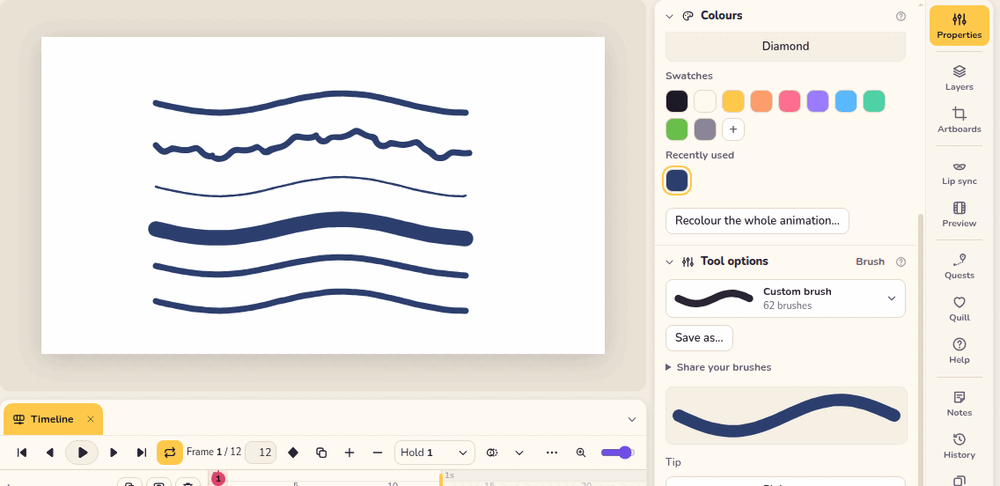 Colours
Diamond
Swatches
+
Recently used
Recolour the whole animation...
Tool options
Brush
Custom brush
62 brushes
Save as...
Share your brushes
Tip
Properties
Layers
Artboards
Lip sync
Preview
Quests
Quill
Help
Notes
History
Timeline
Frame 1 / 12
12
Hold 1
1
1s
5
10
15
20